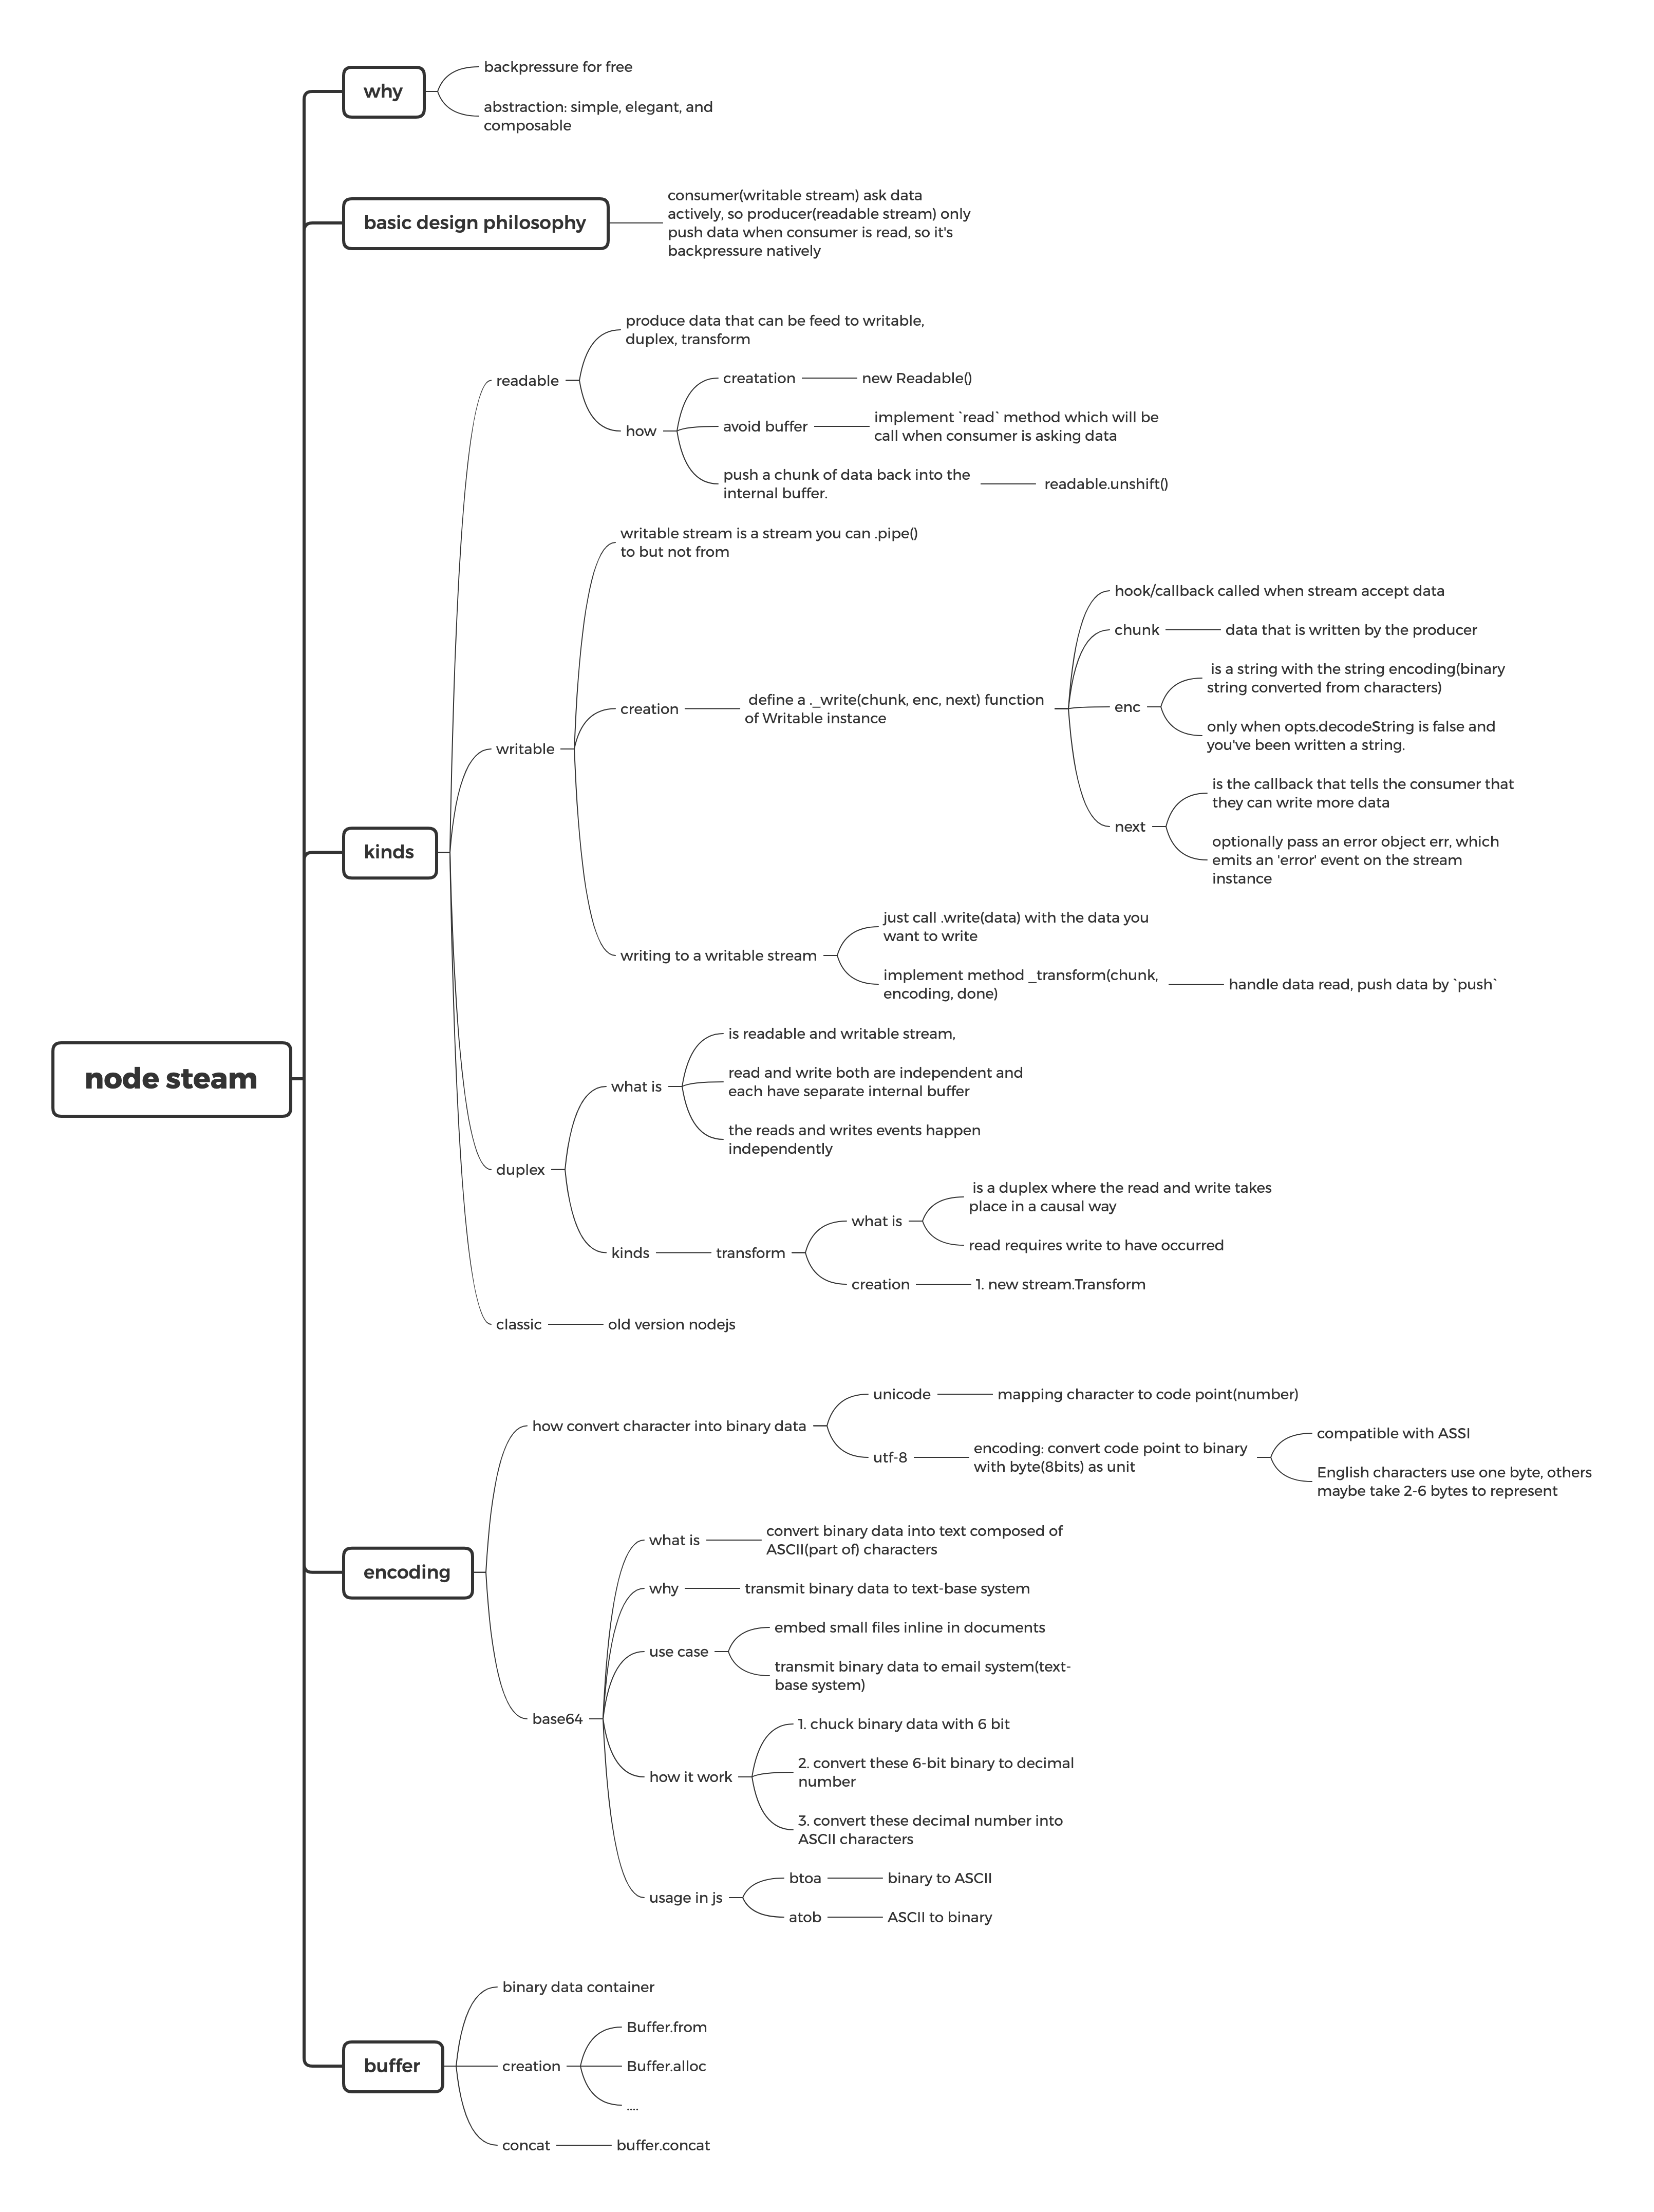 node steam
why
backpressure for free
abstraction: simple, elegant, and
composable
basic design philosophy
consumer(writable stream) ask data
actively, so producer(readable stream) only
push data when consumer is read, so it's
backpressure natively
kinds
readable
produce data that can be feed to writable,
duplex, transform
how
creatation
new Readable()
avoid buffer
implement `read` method which will be
call when consumer is asking data
push a chunk of data back into the
internal buffer.
readable.unshift()
writable
writable stream is a stream you can .pipe()
to but not from
creation
define a ._write(chunk, enc, next) function
of Writable instance
hook/callback called when stream accept data
chunk
data that is written by the producer
enc
is a string with the string encoding(binary
string converted from characters)
only when opts.decodeString is false and
you've been written a string.
next
is the callback that tells the consumer that
they can write more data
optionally pass an error object err, which
emits an 'error' event on the stream
instance
writing to a writable stream
just call .write(data) with the data you
want to write
implement method _transform(chunk,
encoding, done)
handle data read, push data by `push`
duplex
what is
is readable and writable stream,
read and write both are independent and
each have separate internal buffer
the reads and writes events happen
independently
kinds
transform
what is
is a duplex where the read and write takes
place in a causal way
read requires write to have occurred
creation
1. new stream.Transform
classic
old version nodejs
encoding
how convert character into binary data
unicode
mapping character to code point(number)
utf-8
encoding: convert code point to binary
with byte(8bits) as unit
compatible with ASSI
English characters use one byte, others
maybe take 2-6 bytes to represent
base64
what is
convert binary data into text composed of
ASCII(part of) characters
why
transmit binary data to text-base system
use case
embed small files inline in documents
transmit binary data to email system(text-
base system)
how it work
1. chuck binary data with 6 bit
2. convert these 6-bit binary to decimal
number
3. convert these decimal number into
ASCII characters
usage in js
btoa
binary to ASCII
atob
ASCII to binary
buffer
binary data container
creation
Buffer.from
Buffer.alloc
....
concat
buffer.concat